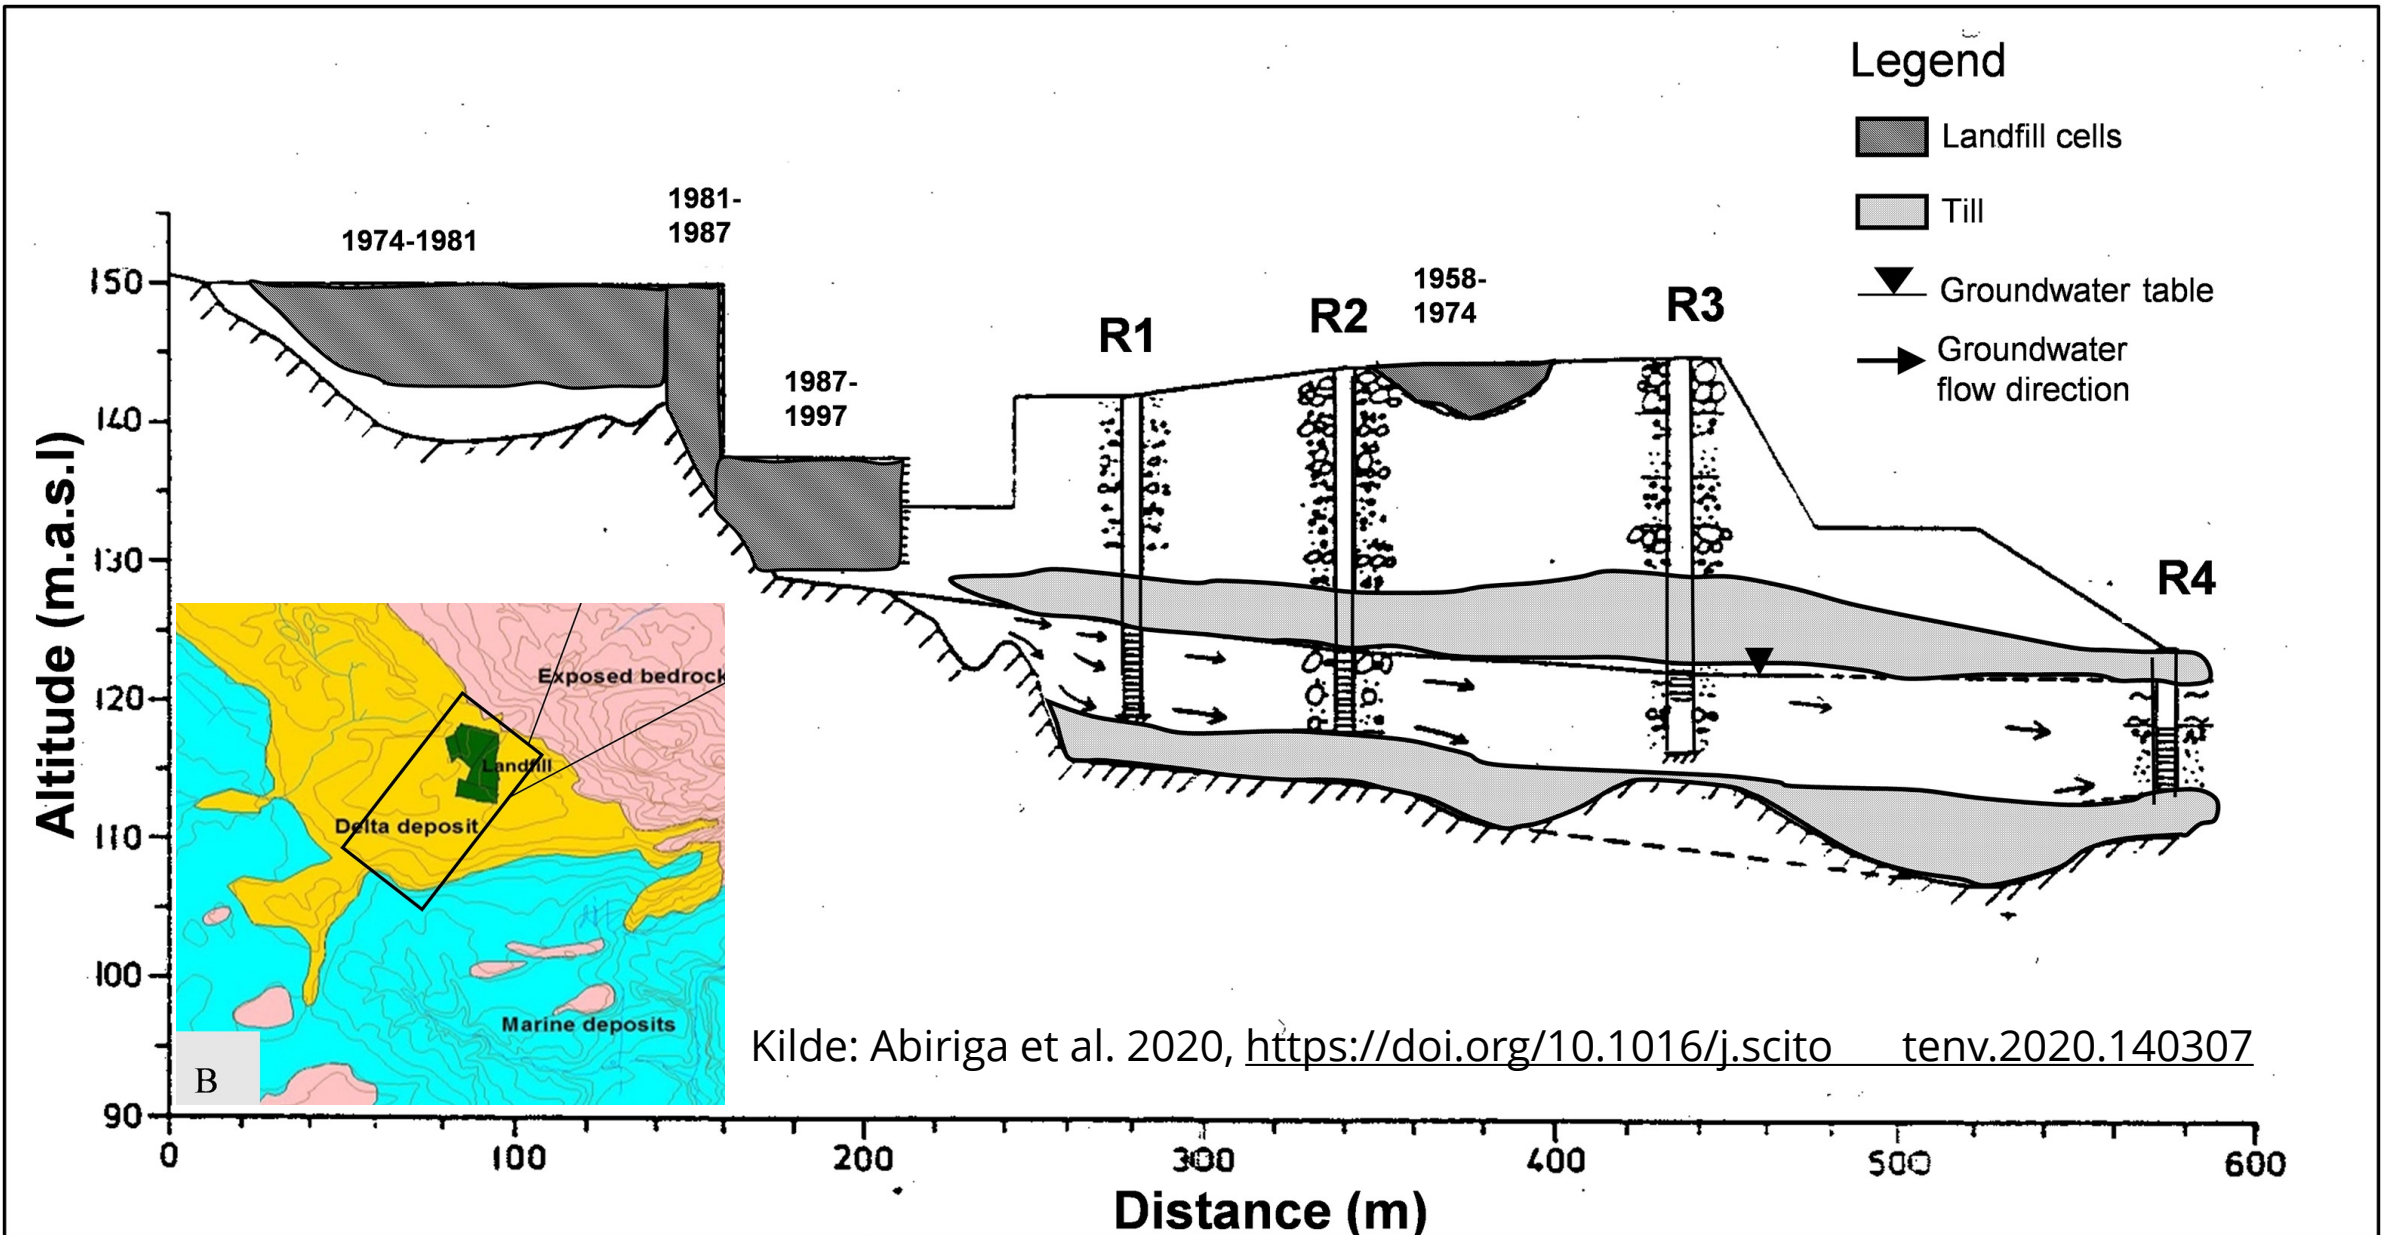 Legend
Landfill cells
Till
Groundwater table
Groundwater
flow direction
1974-1981
1981-
1987
1987-
1997
1958-
1974
R1
R2
R3
R4
Altitude (m.a.s.l)
150
140
130
120
110
100
90
Exposed bedrock
Landfill
Delta deposit
Marine deposits
B
Kilde: Abiriga et al. 2020, https://doi.org/10.1016/j.scito tenv.2020.140307
0 100 200 300 400 500 600
Distance (m)